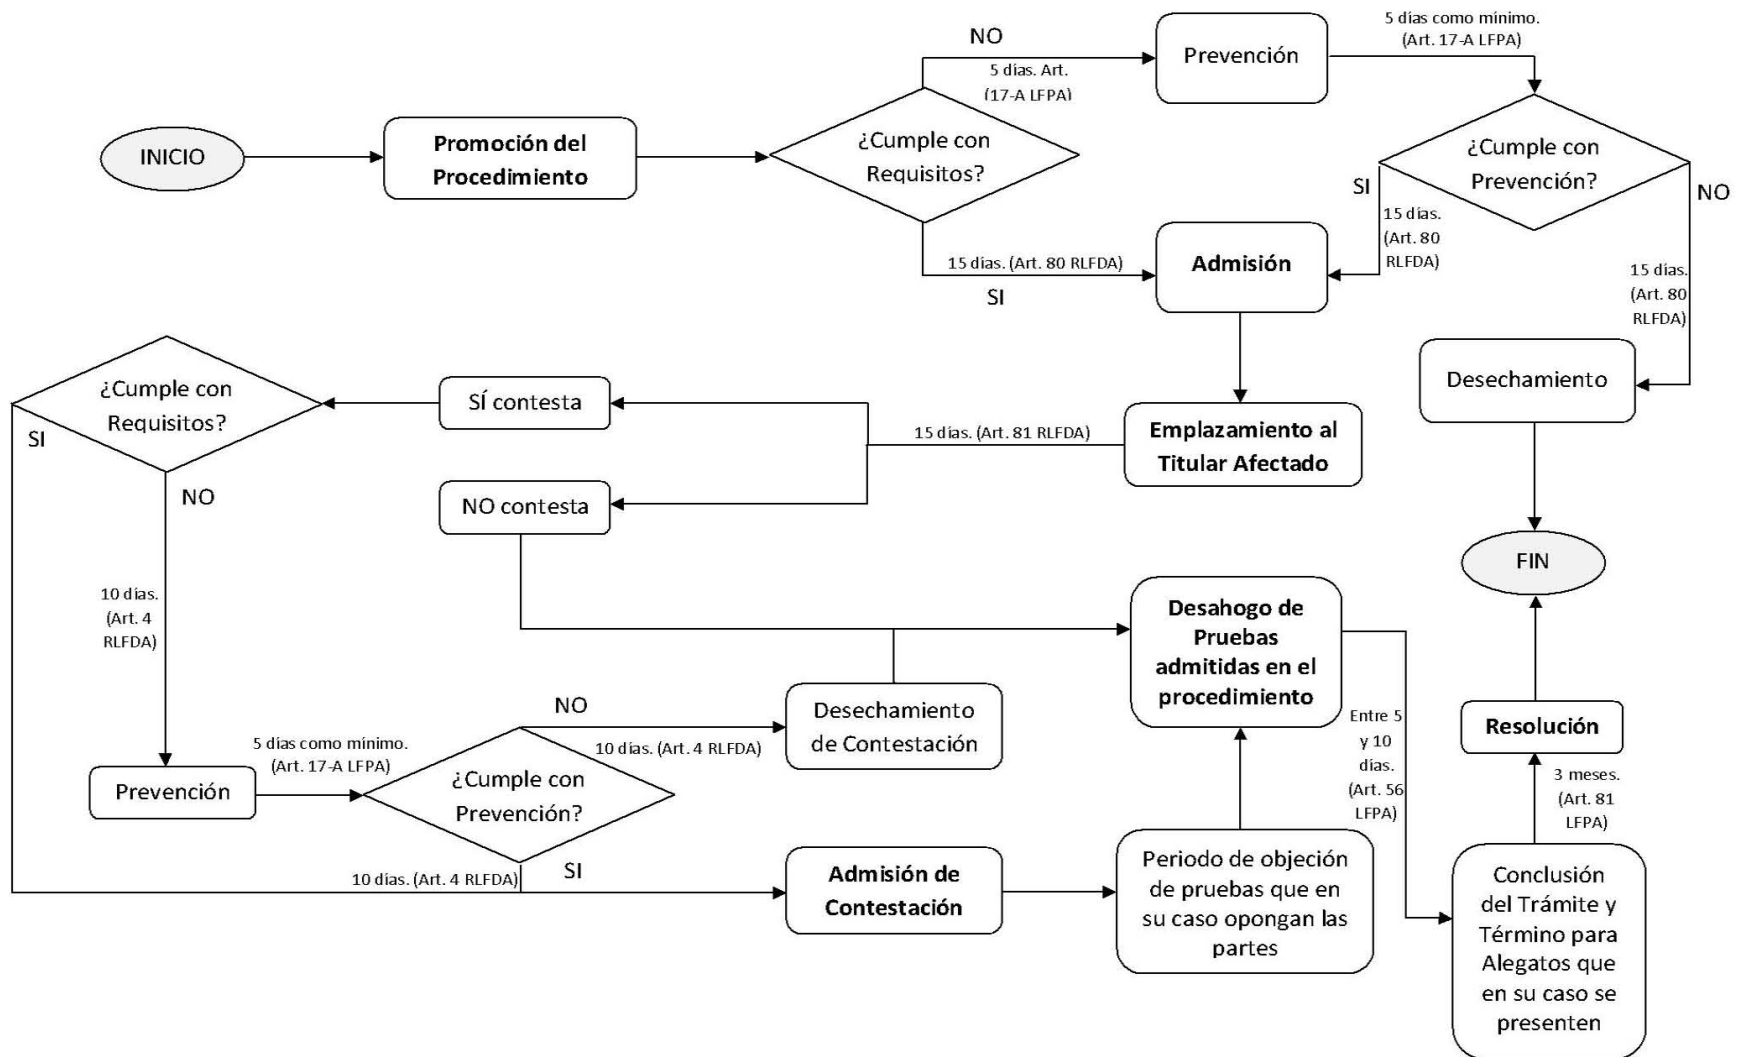 INICIO
Promoción del
Procedimiento
¿Cumple con
Requisitos?
NO
5 días. Art.
(17-A LFPA)
Prevención
5 días como mínimo.
(Art. 17-A LFPA)
¿Cumple con
Prevención?
SI
15 días.
(Art. 80
RLFDA)
NO
15 días.
(Art. 80
RLFDA)
15 días. (Art. 80 RLFDA)
SI
Admisión
Desechamiento
FIN
Emplazamiento al
Titular Afectado
15 días. (Art. 81 RLFDA)
SÍ contesta
NO contesta
¿Cumple con
Requisitos?
SI
NO
10 días.
(Art. 4
RLFDA)
Prevención
5 días como mínimo.
(Art. 17-A LFPA)
¿Cumple con
Prevención?
NO
10 días. (Art. 4 RLFDA)
Desechamiento
de Contestación
SI
10 días. (Art. 4 RLFDA)
Admisión de
Contestación
Periodo de objeción
de pruebas que en
su caso opongan las
partes
Desahogo de
Pruebas
admitidas en el
procedimiento
Entre 5
y 10
días.
(Art. 56
LFPA)
Conclusión
del Trámite y
Término para
Alegatos que
en su caso se
presenten
3 meses.
(Art. 81
LFPA)
Resolución